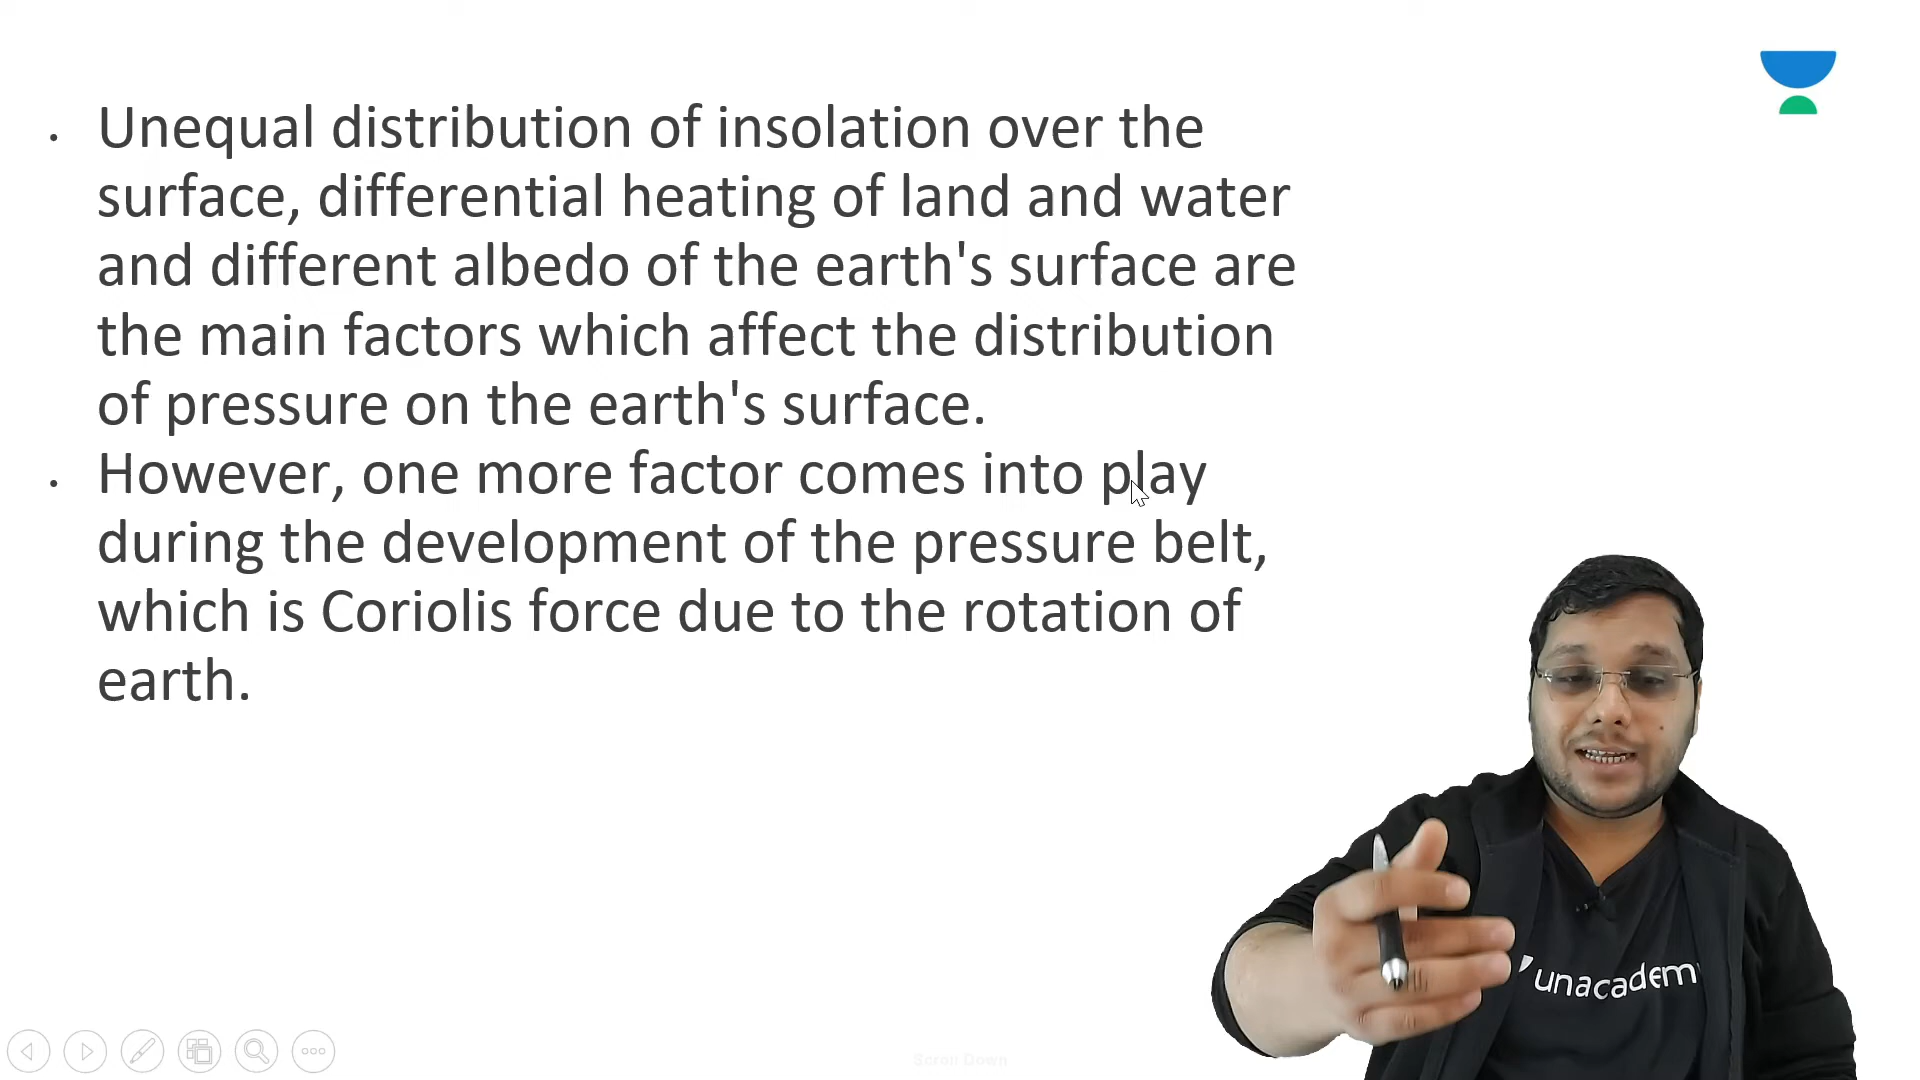 • Unequal distribution of insolation over the
surface, differential heating of land and water
and different albedo of the earth's surface are
the main factors which affect the distribution
of pressure on the earth's surface.
• However, one more factor comes into play
during the development of the pressure belt,
which is Coriolis force due to the rotation of
earth.
unacadem
Scroll Down